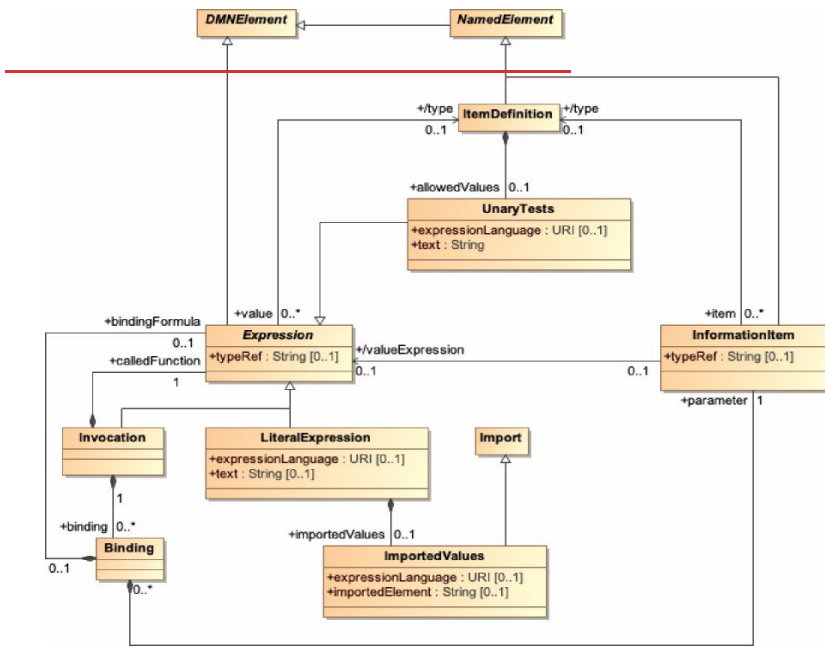 DMNElement
NamedElement
+/type
0..1
ItemDefinition
+/type
0..1
+allowedValues 0..1
UnaryTests
+expressionLanguage : URI [0..1]
+text : String
+value 0..*
+item 0..*
+bindingFormula
0..1
Expression
+typeRef : String [0..1]
InformationItem
+typeRef : String [0..1]
+/valueExpression
0..1
0..1
+calledFunction
1
+parameter 1
Invocation
LiteralExpression
+expressionLanguage : URI [0..1]
+text : String [0..1]
Import
1
+binding 0..*
+importedValues 0..1
Binding
0..1
0..*
ImportedValues
+expressionLanguage : URI [0..1]
+importedElement : String [0..1]